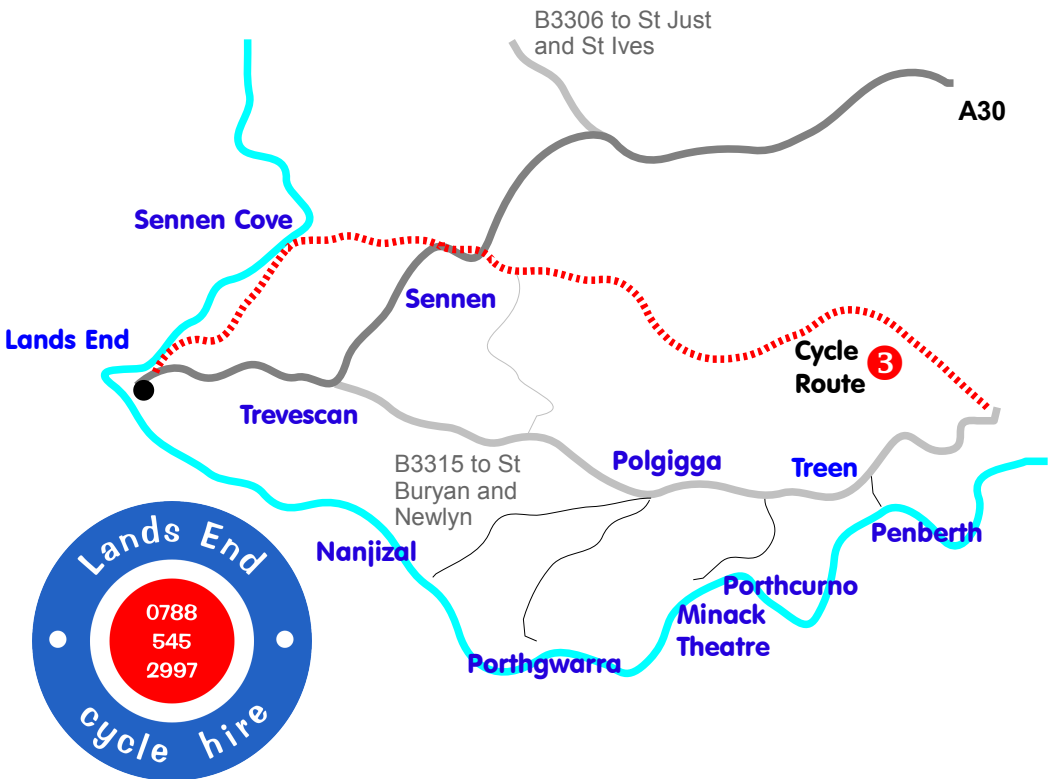 B3306 to St Just
and St Ives
A30
Sennen Cove
Sennen
Lands End
Cycle
Route 3
Trevescan
B3315 to St
Buryan and
Newlyn
Polgigga
Treen
Penberth
Nanjizal
Porthcurno
Minack
Theatre
Porthgwarra
Lands End
0788
545
2997
cycle hire